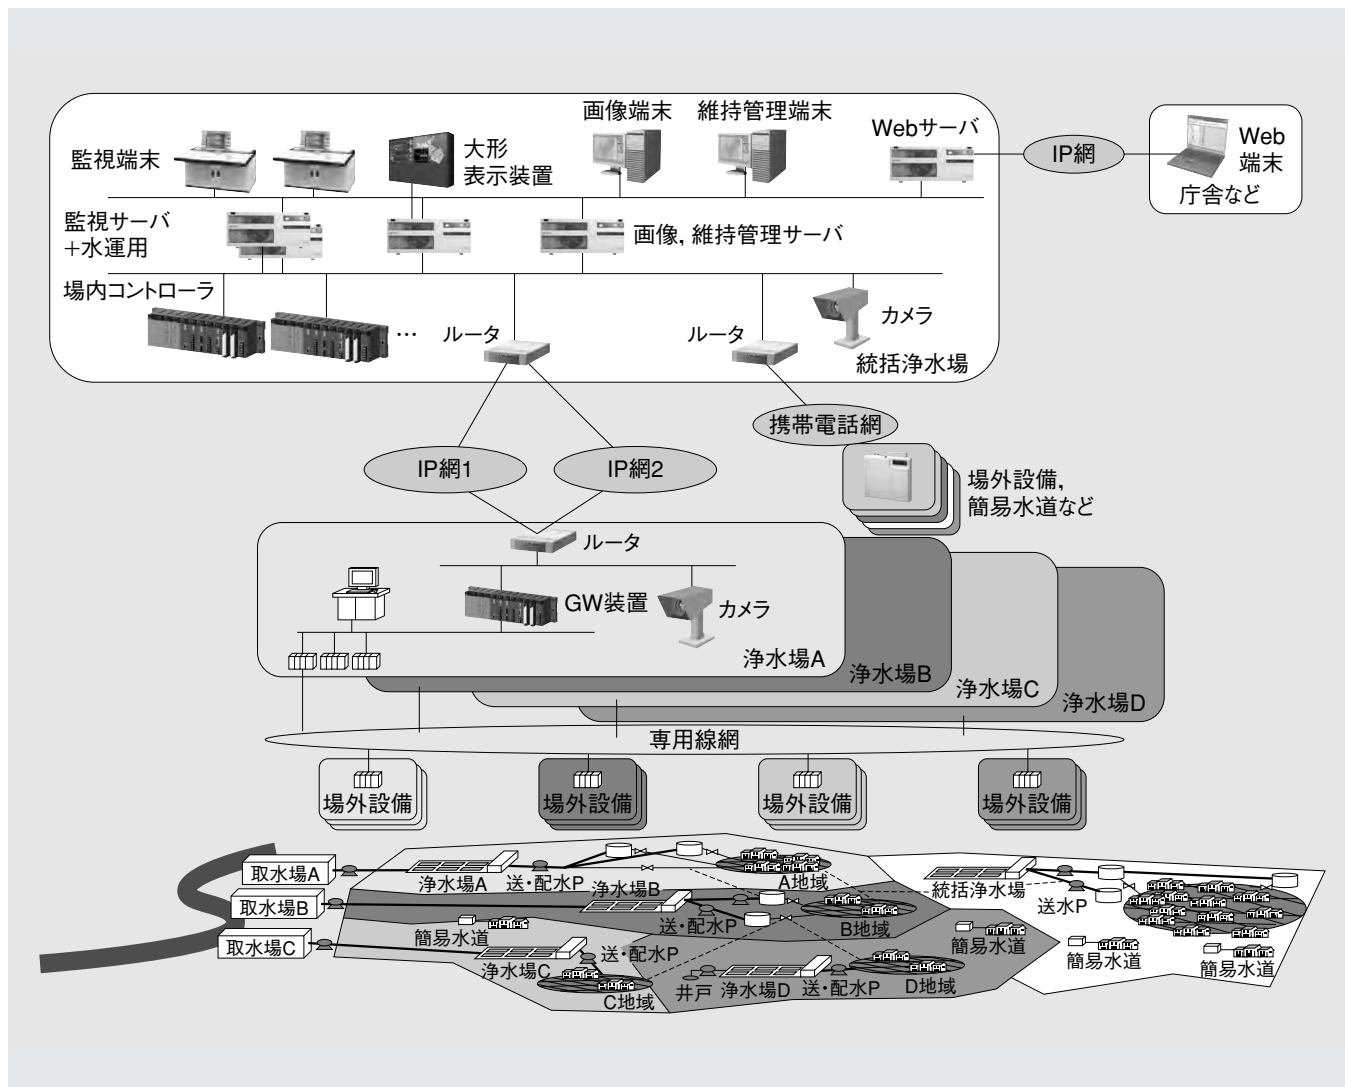 画像端末
維持管理端末
Webサーバ
監視端末
大形
表示装置
IP網
Web
端末
庁舎など
監視サーバ
＋水運用
画像, 維持管理サーバ
場内コントローラ
…
ルータ
ルータ
カメラ
統括浄水場
携帯電話網
IP網1
IP網2
場外設備,
簡易水道など
ルータ
GW装置
カメラ
浄水場A
浄水場B
浄水場C
浄水場D
専用線網
場外設備
場外設備
場外設備
場外設備
取水場A
浄水場A
送・配水P
浄水場B
A地域
統括浄水場
送水P
取水場B
簡易水道
送・配水P
B地域
簡易水道
簡易水道
簡易水道
取水場C
浄水場C
送・配水P
C地域
井戸
浄水場D
送・配水P
D地域